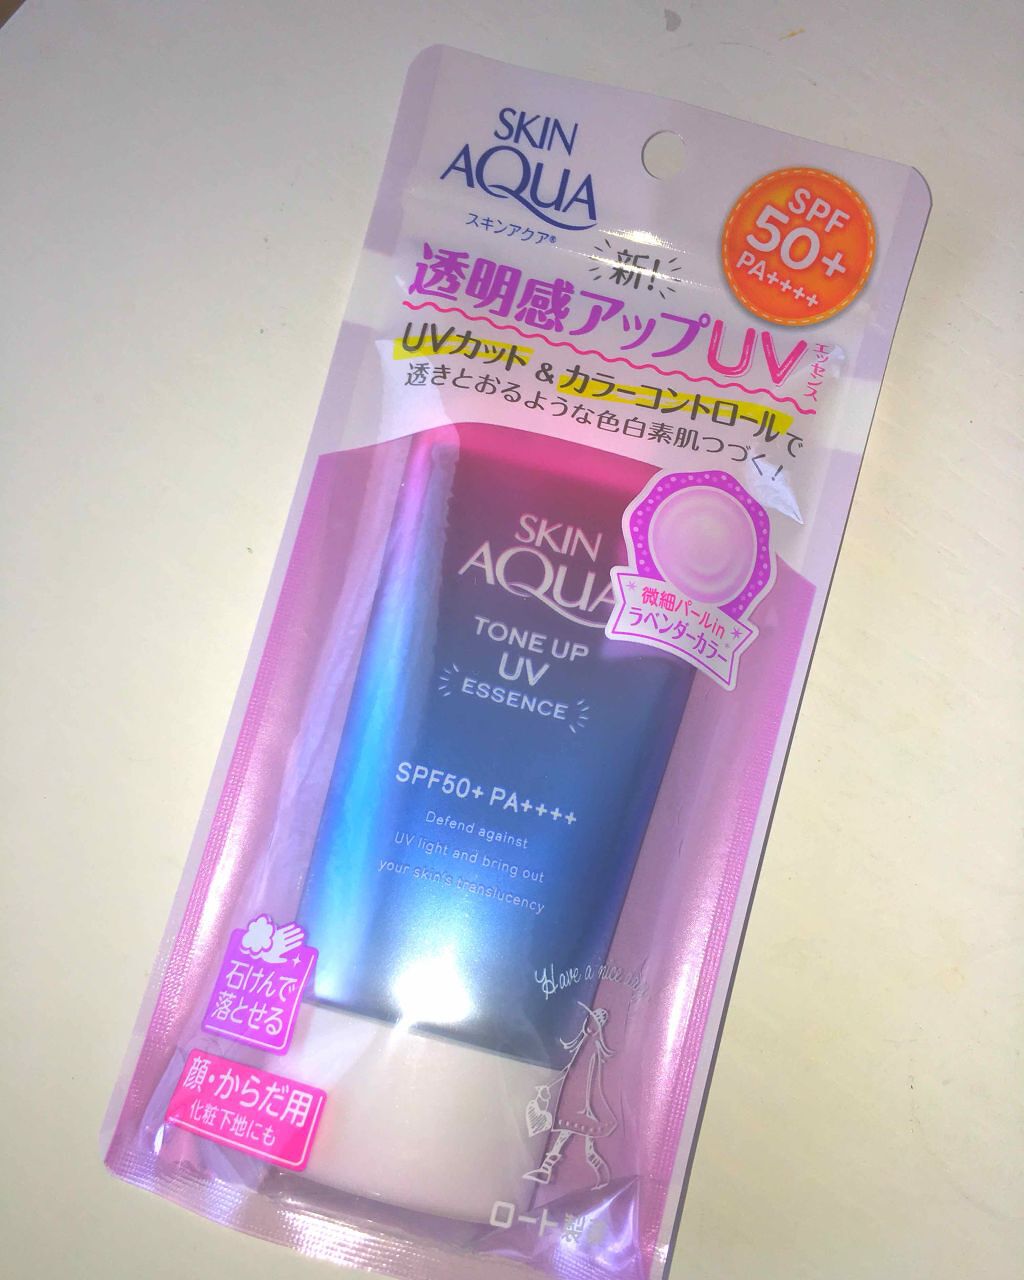 SKIN
AQUA
スキンアクア®
SPF
50+
PA++++
新!
透明感アップUV
エッセンス
UVカット & カラーコントロールで
透きとおるような色白素肌つづく!
SKIN
AQUA
微細パールin
ラベンダーカラー
TONE UP
UV
ESSENCE
SPF50+ PA++++
Defend against
UV light and bring out
your skin's translucency
石けんで
落とせる
Have a nice day
顔・からだ用
化粧下地にも
ロート製